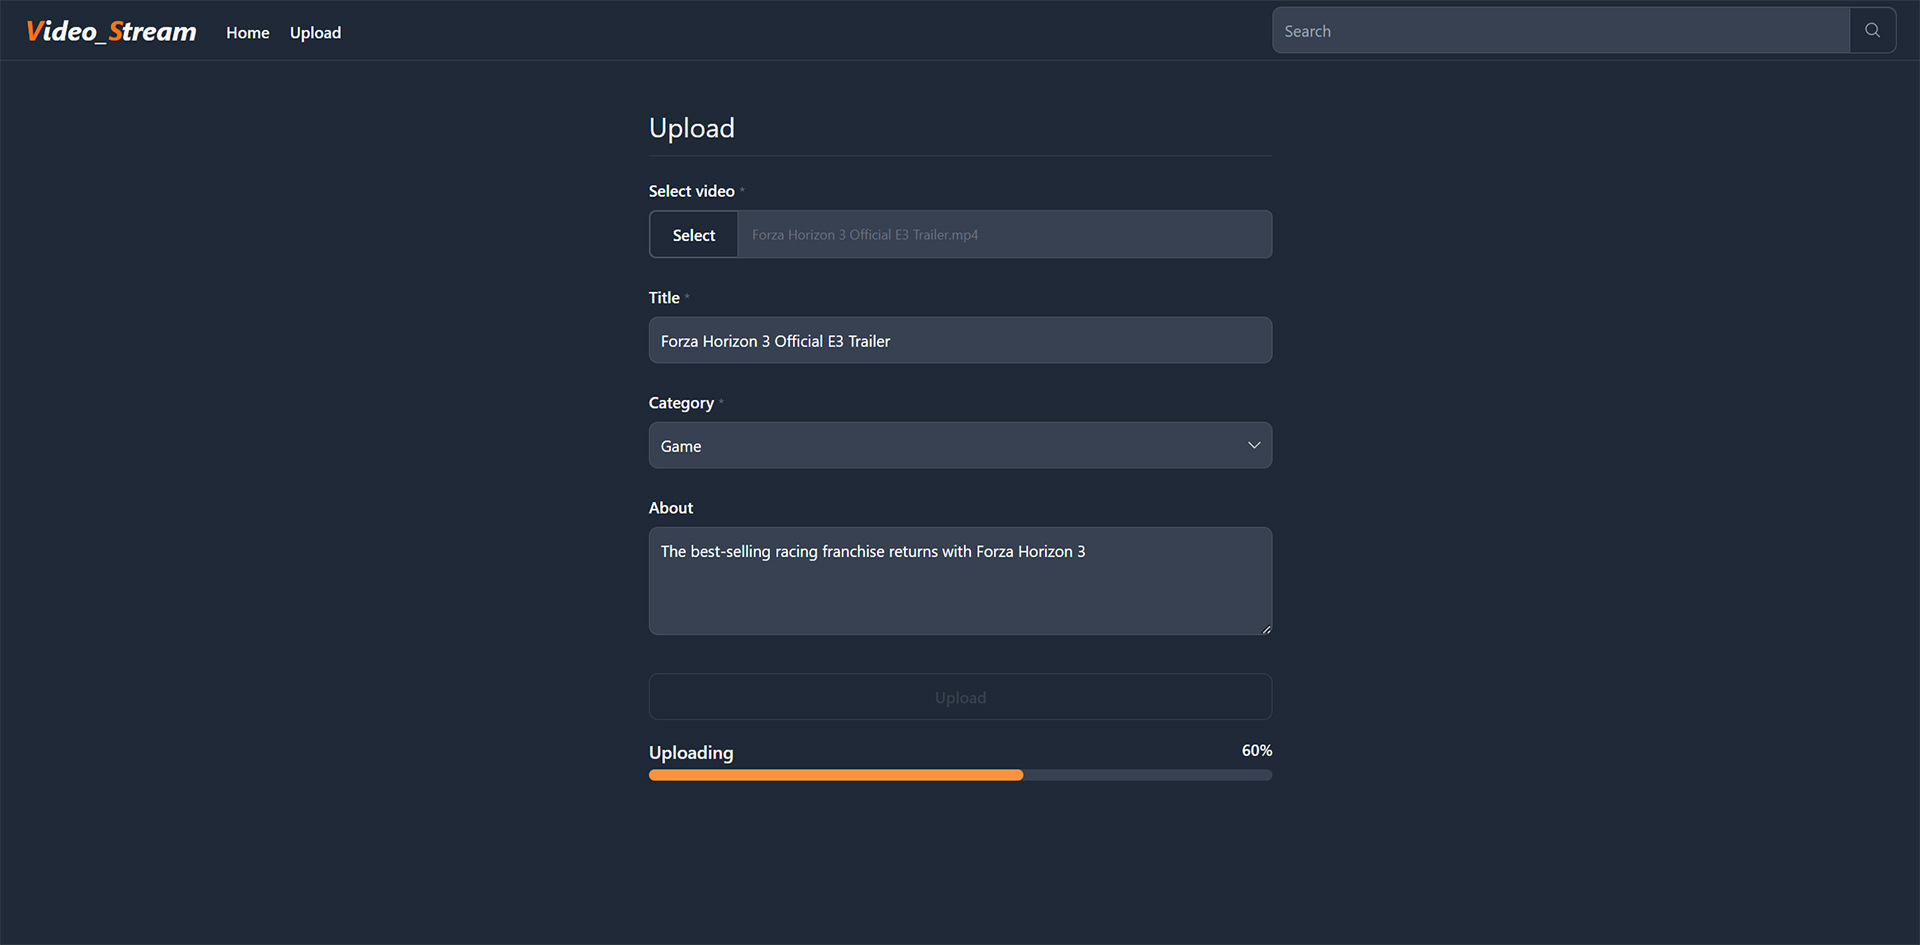 Video_Stream Home Upload Search
Upload
Select video *
Select Forza Horizon 3 Official E3 Trailer.mp4
Title *
Forza Horizon 3 Official E3 Trailer
Category *
Game
About
The best-selling racing franchise returns with Forza Horizon 3
Upload
Uploading 60%